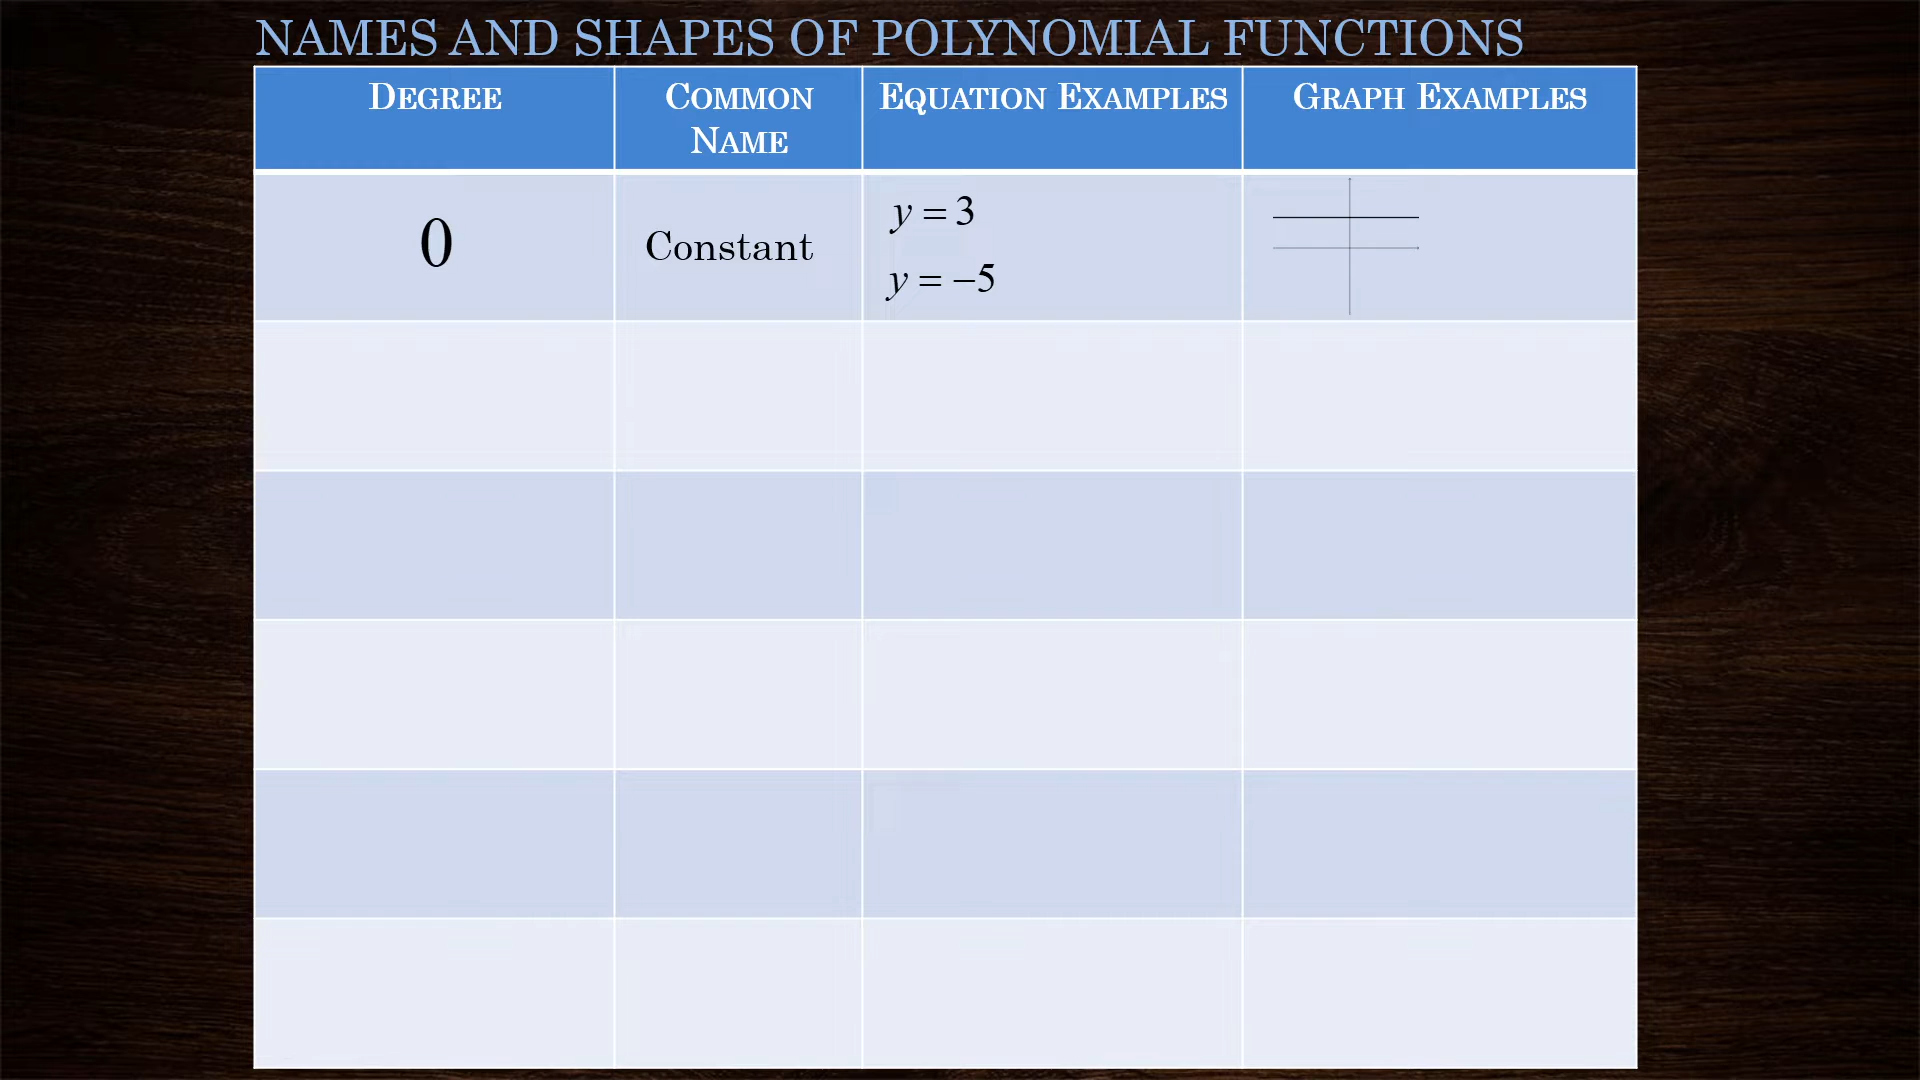 NAMES AND SHAPES OF POLYNOMIAL FUNCTIONS
DEGREE
COMMON
NAME
EQUATION EXAMPLES
GRAPH EXAMPLES
0
Constant
y = 3
y = −5